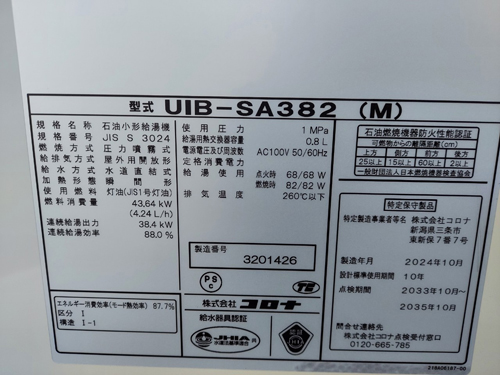 型式 UIB-SA382 (M)
規格名称 石油小形給湯機
規格番号 JIS S 3024
燃焼方式 圧力噴霧式
給排気方式 屋外用開放形
給水方式 水道直結式
加熱形態 瞬間形
使用燃料 灯油(JIS1号灯油)
燃料消費量 43.64 kW
(4.24 L/h)
連続給湯出力 38.4 kW
連続給湯効率 88.0 %
エネルギー消費効率(モード熱効率) 87.7%
区分 I
構造 I-1
使用圧力 1 MPa
給湯用熱交換器容量 0.8 L
電源電圧及び周波数 AC100V 50/60Hz
定格消費電力
給湯使用 点火時 68/68 W
燃焼時 82/82 W
排気温度 260℃以下
製造番号
3201426
PS C
株式会社 コロナ
給水器具認証
JHIA
石油燃焼機器防火性能認証
可燃物からの離隔距離(cm)
上方 側方 前方 後方
25以上 15以上 60以上 2以上
一般財団法人日本燃焼機器検査協会
特定保守製品
特定製造事業者等名 株式会社コロナ
新潟県三条市
東新保7番7号
製造年月 2024年10月
設計標準使用期間 10年
点検期間 2033年10月~
2035年10月
問合せ連絡先
株式会社コロナ点検受付窓口
0120-665-785